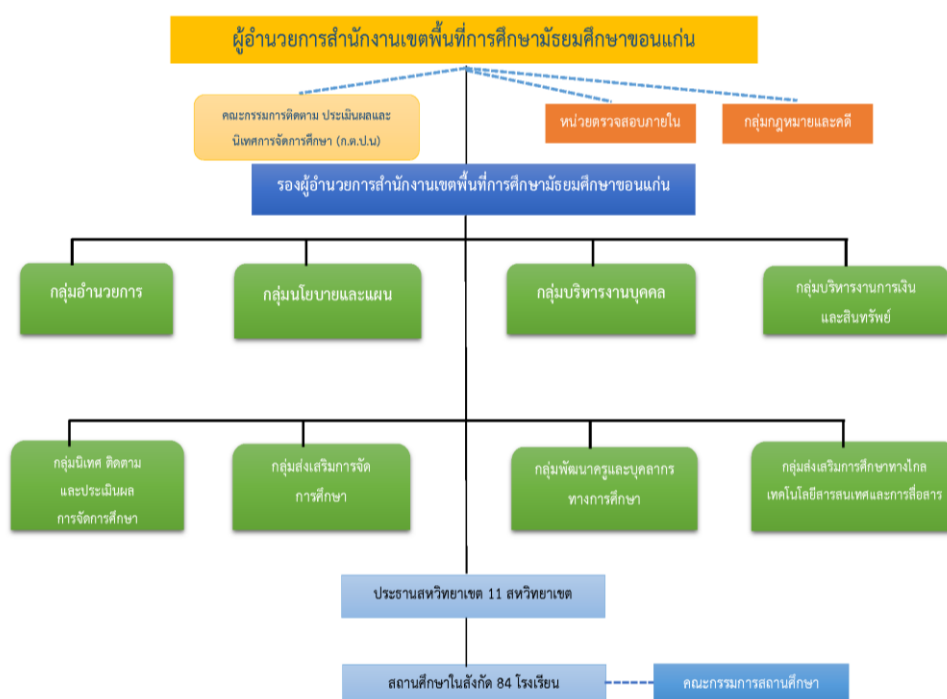 ผู้อำนวยการสำนักงานเขตพื้นที่การศึกษามัธยมศึกษาขอนแก่น
คณะกรรมการติดตาม ประเมินผลและ
นิเทศการจัดการศึกษา (ก.ต.ป.น)
หน่วยตรวจสอบภายใน
กลุ่มกฎหมายและคดี
รองผู้อำนวยการสำนักงานเขตพื้นที่การศึกษามัธยมศึกษาขอนแก่น
กลุ่มอำนวยการ
กลุ่มนโยบายและแผน
กลุ่มบริหารงานบุคคล
กลุ่มบริหารงานการเงิน
และสินทรัพย์
กลุ่มนิเทศ ติดตาม
และประเมินผล
การจัดการศึกษา
กลุ่มส่งเสริมการจัด
การศึกษา
กลุ่มพัฒนาครูและบุคลากร
ทางการศึกษา
กลุ่มส่งเสริมการศึกษาทางไกล
เทคโนโลยีสารสนเทศและการสื่อสาร
ประธานสหวิทยาเขต 11 สหวิทยาเขต
สถานศึกษาในสังกัด 84 โรงเรียน
คณะกรรมการสถานศึกษา